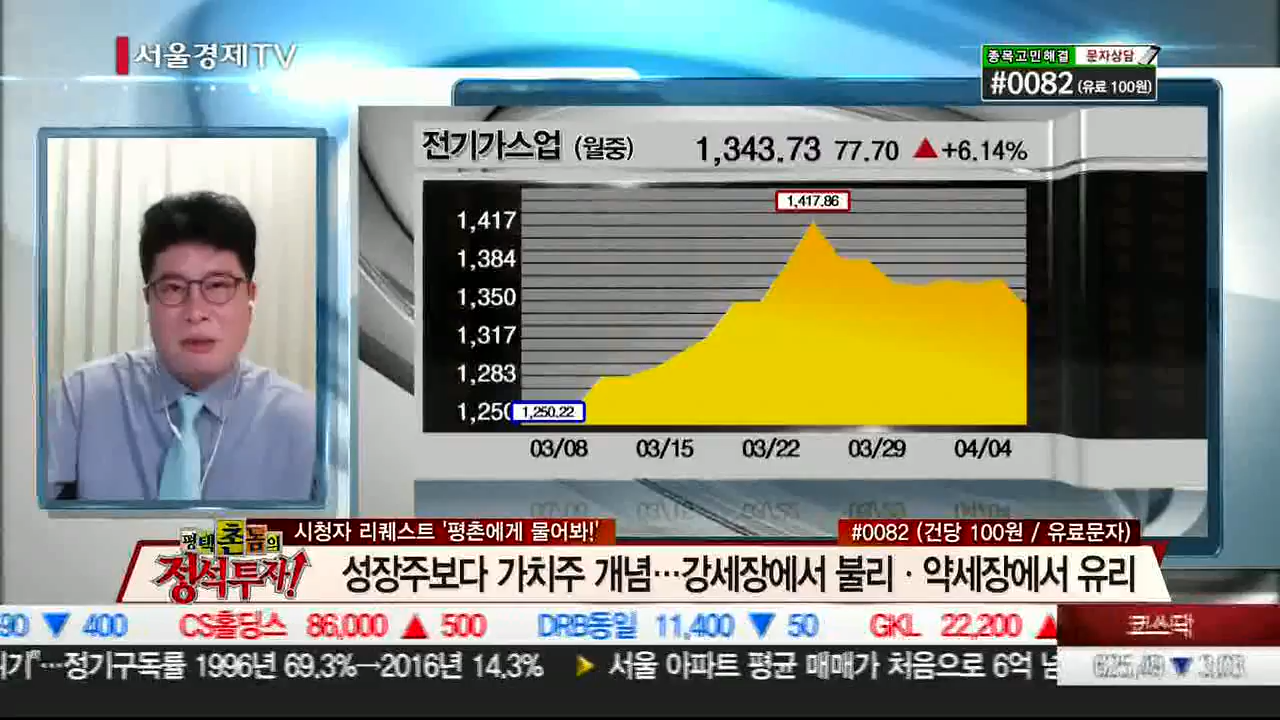 서울경제TV
종목고민해결 문자상담
#0082 (유료 100원)
전기가스업 (월중) 1,343.73 77.70 ▲+6.14%
1,417.86
1,417
1,384
1,350
1,317
1,283
1,250
1,250.22
03/08 03/15 03/22 03/29 04/04
시청자 리퀘스트 '평촌에게 물어봐!' #0082 (건당 100원 / 유료문자)
평택촌놈의
정석투자!
성장주보다 가치주 개념…강세장에서 불리 · 약세장에서 유리
90 ▼ 400 CS홀딩스 86,000 ▲ 500 DRB동일 11,400 ▼ 50 GKL 22,200 ▲
코스닥
기"…정기구독률 1996년 69.3%→2016년 14.3% ▶ 서울 아파트 평균 매매가 처음으로 6억